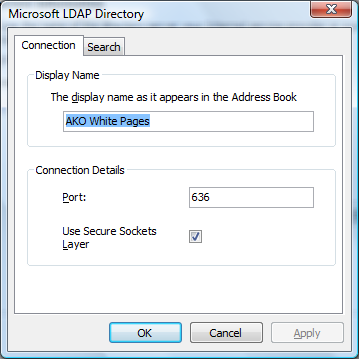 Microsoft LDAP Directory
Connection
Search
Display Name
The display name as it appears in the Address Book
AKO White Pages
Connection Details
Port:
636
Use Secure Sockets
Layer
OK
Cancel
Apply